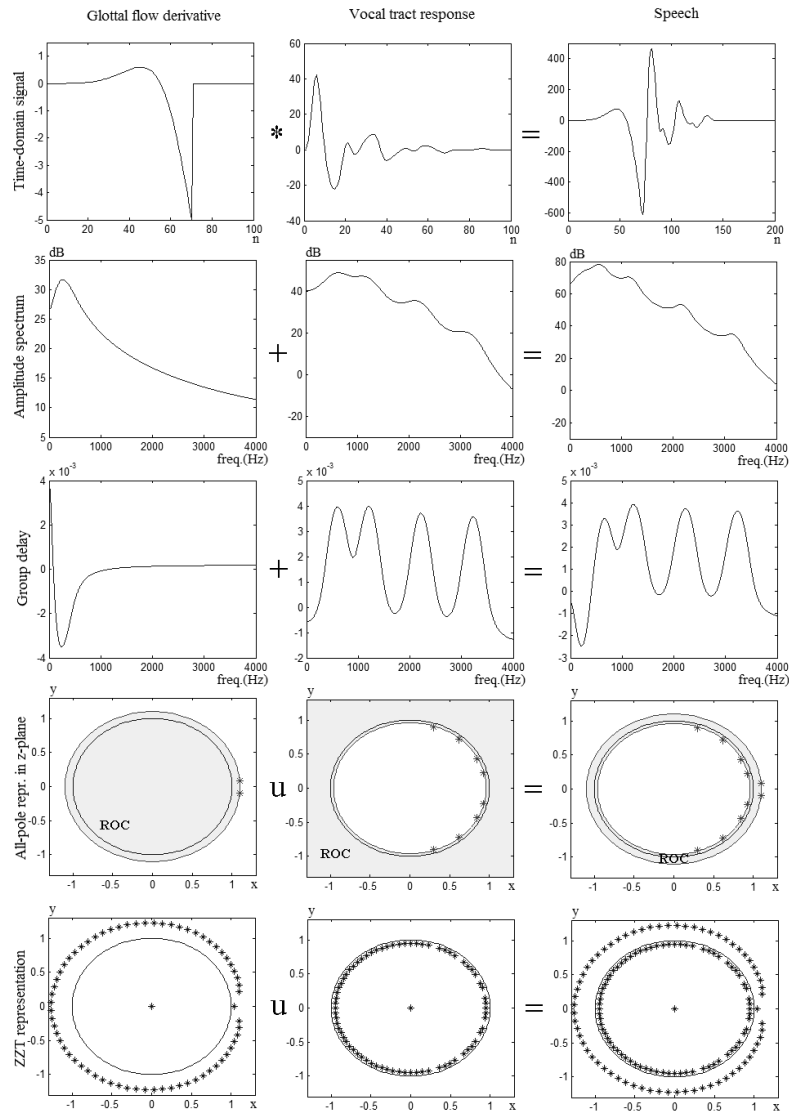 Glottal flow derivative Vocal tract response Speech
Time-domain signal
1.5
1
0
-1
-2
-3
-4
-5
0 20 40 60 80 100
n
*
60
40
20
0
-20
-40
0 20 40 60 80 100
n
=
400
200
0
-200
-400
-600
0 50 100 150 200
n
Amplitude spectrum
dB
35
30
25
20
15
10
5
0 1000 2000 3000 4000
freq.(Hz)
+
40
20
0
-20
0 1000 2000 3000 4000
freq.(Hz)
=
dB
80
60
40
20
0
-20
0 1000 2000 3000 4000
freq.(Hz)
Group delay
x 10⁻³
4
2
0
-2
-4
0 1000 2000 3000 4000
freq.(Hz)
+
x 10⁻³
5
4
3
2
1
0
-1
-2
0 1000 2000 3000 4000
freq.(Hz)
=
x 10⁻³
5
4
3
2
1
0
-1
-2
-3
0 1000 2000 3000 4000
freq.(Hz)
All-pole repr. in z-plane
y
1
0.5
0
-0.5
-1
ROC
-1 -0.5 0 0.5 1
x
u
y
1
0.5
0
-0.5
-1
ROC
-1 -0.5 0 0.5 1
x
=
y
1
0.5
0
-0.5
-1
ROC
-1 -0.5 0 0.5 1
x
ZZT representation
y
1
0.5
0
-0.5
-1
-1 -0.5 0 0.5 1
x
u
y
1
0.5
0
-0.5
-1
-1 -0.5 0 0.5 1
x
=
y
1
0.5
0
-0.5
-1
-1 -0.5 0 0.5 1
x